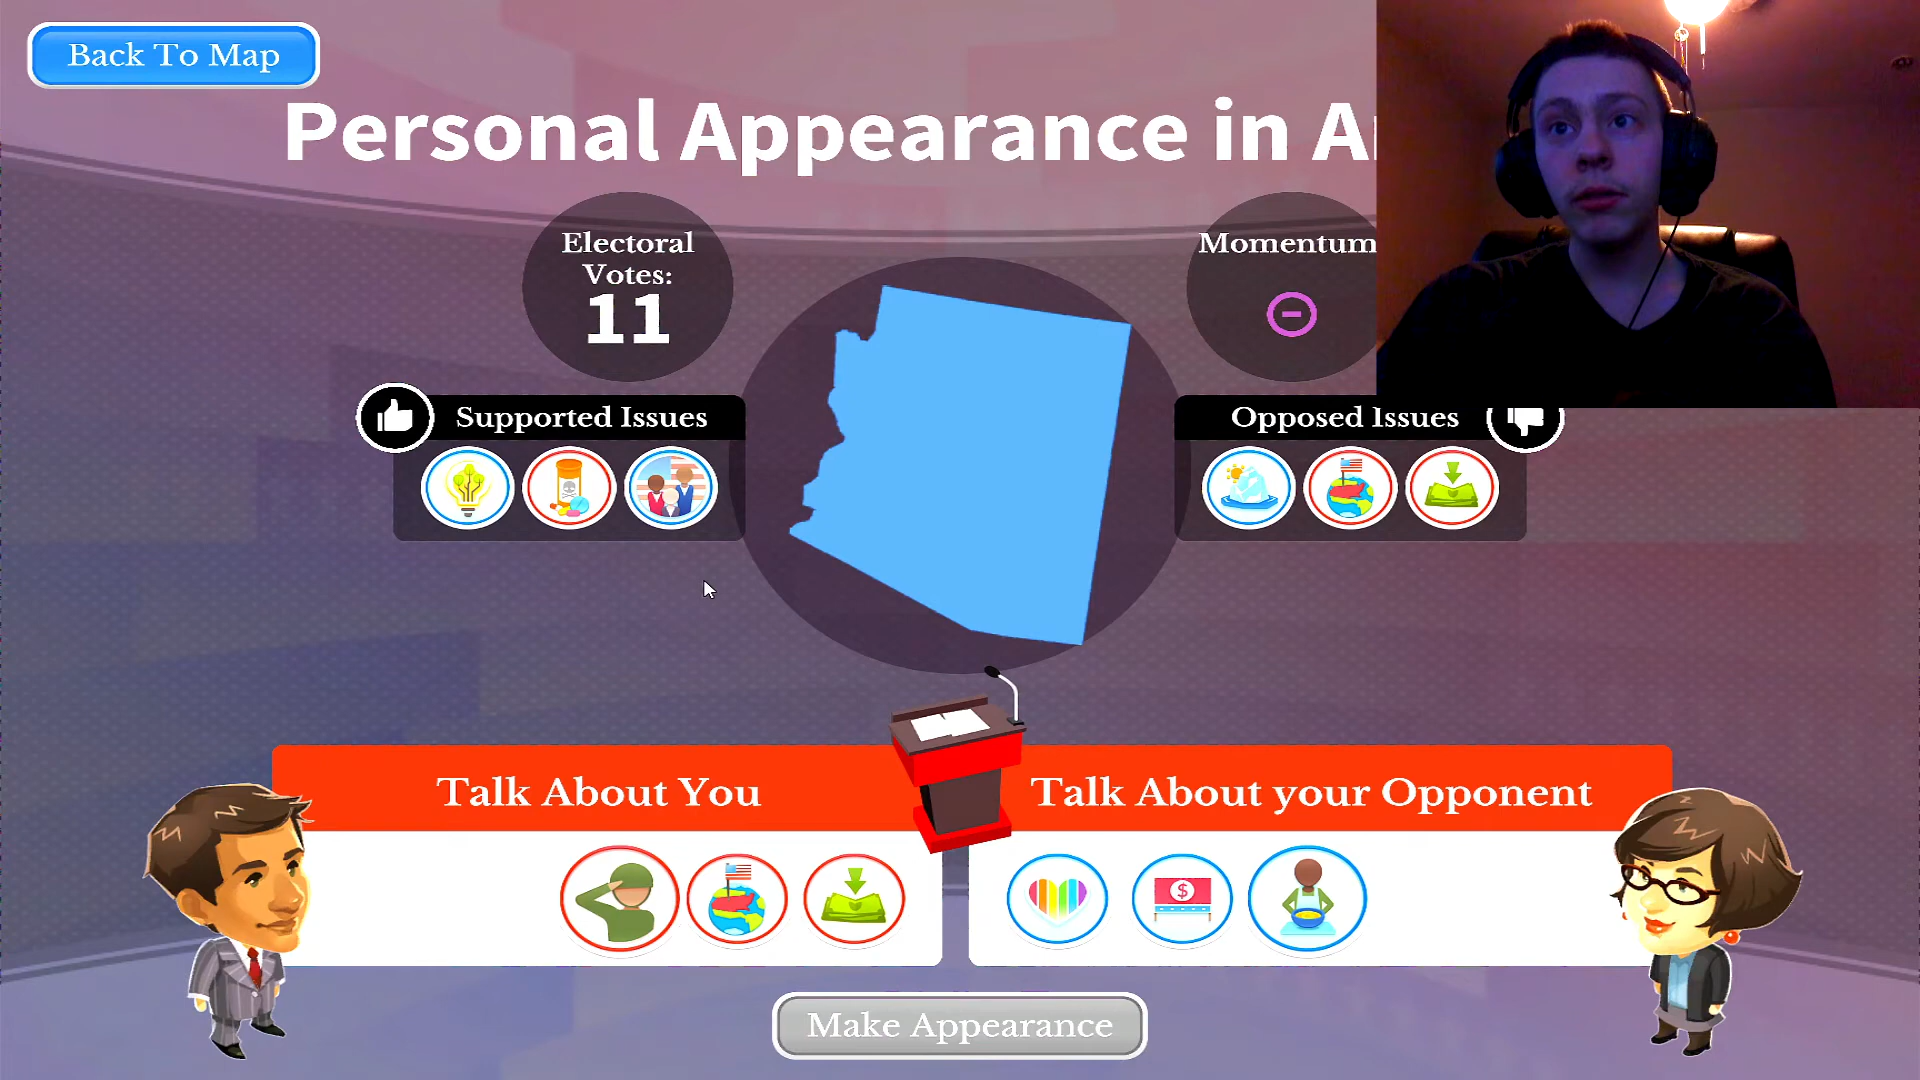 Back To Map
Personal Appearance in
Electoral
Votes:
11
Momentum
Supported Issues
Opposed Issues
Talk About You
Talk About your Opponent
$
Make Appearance